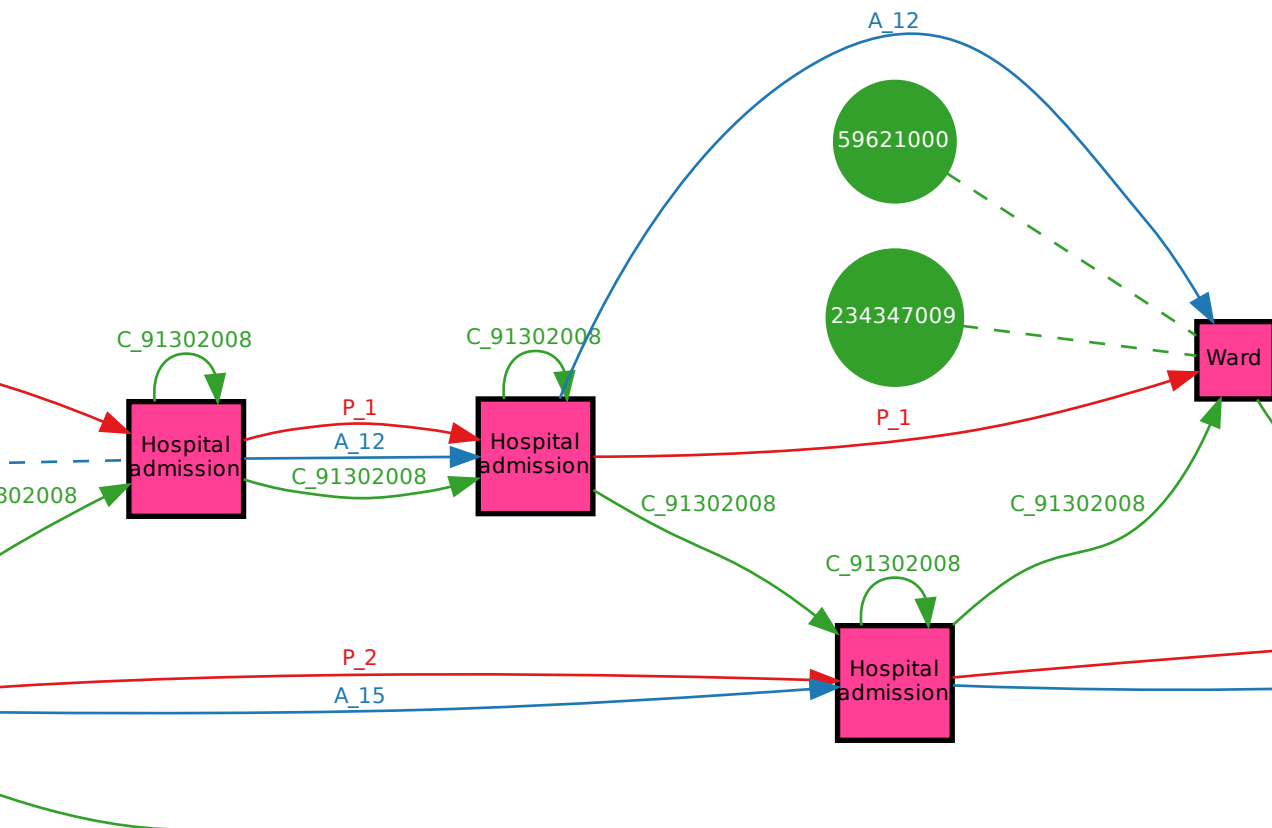 A_12
59621000
234347009
C_91302008
C_91302008
Ward
P_1
P_1
A_12
C_91302008
Hospital
admission
Hospital
admission
302008
C_91302008
C_91302008
C_91302008
P_2
A_15
Hospital
admission